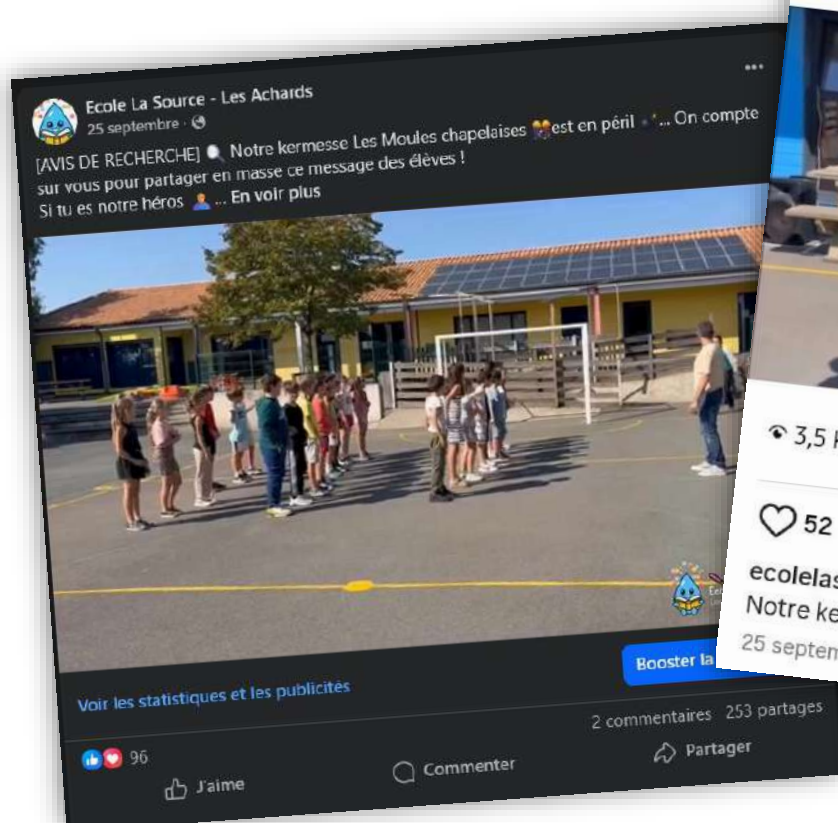 Ecole La Source - Les Achards
25 septembre
[AVIS DE RECHERCHE] Notre kermesse Les Moules chapelaises est en péril ... On compte
sur vous pour partager en masse ce message des élèves !
Si tu es notre héros ... En voir plus
Voir les statistiques et les publicités
Booster la
96
2 commentaires 253 partages
J'aime
Commenter
Partager
3,5
52
Notre
25